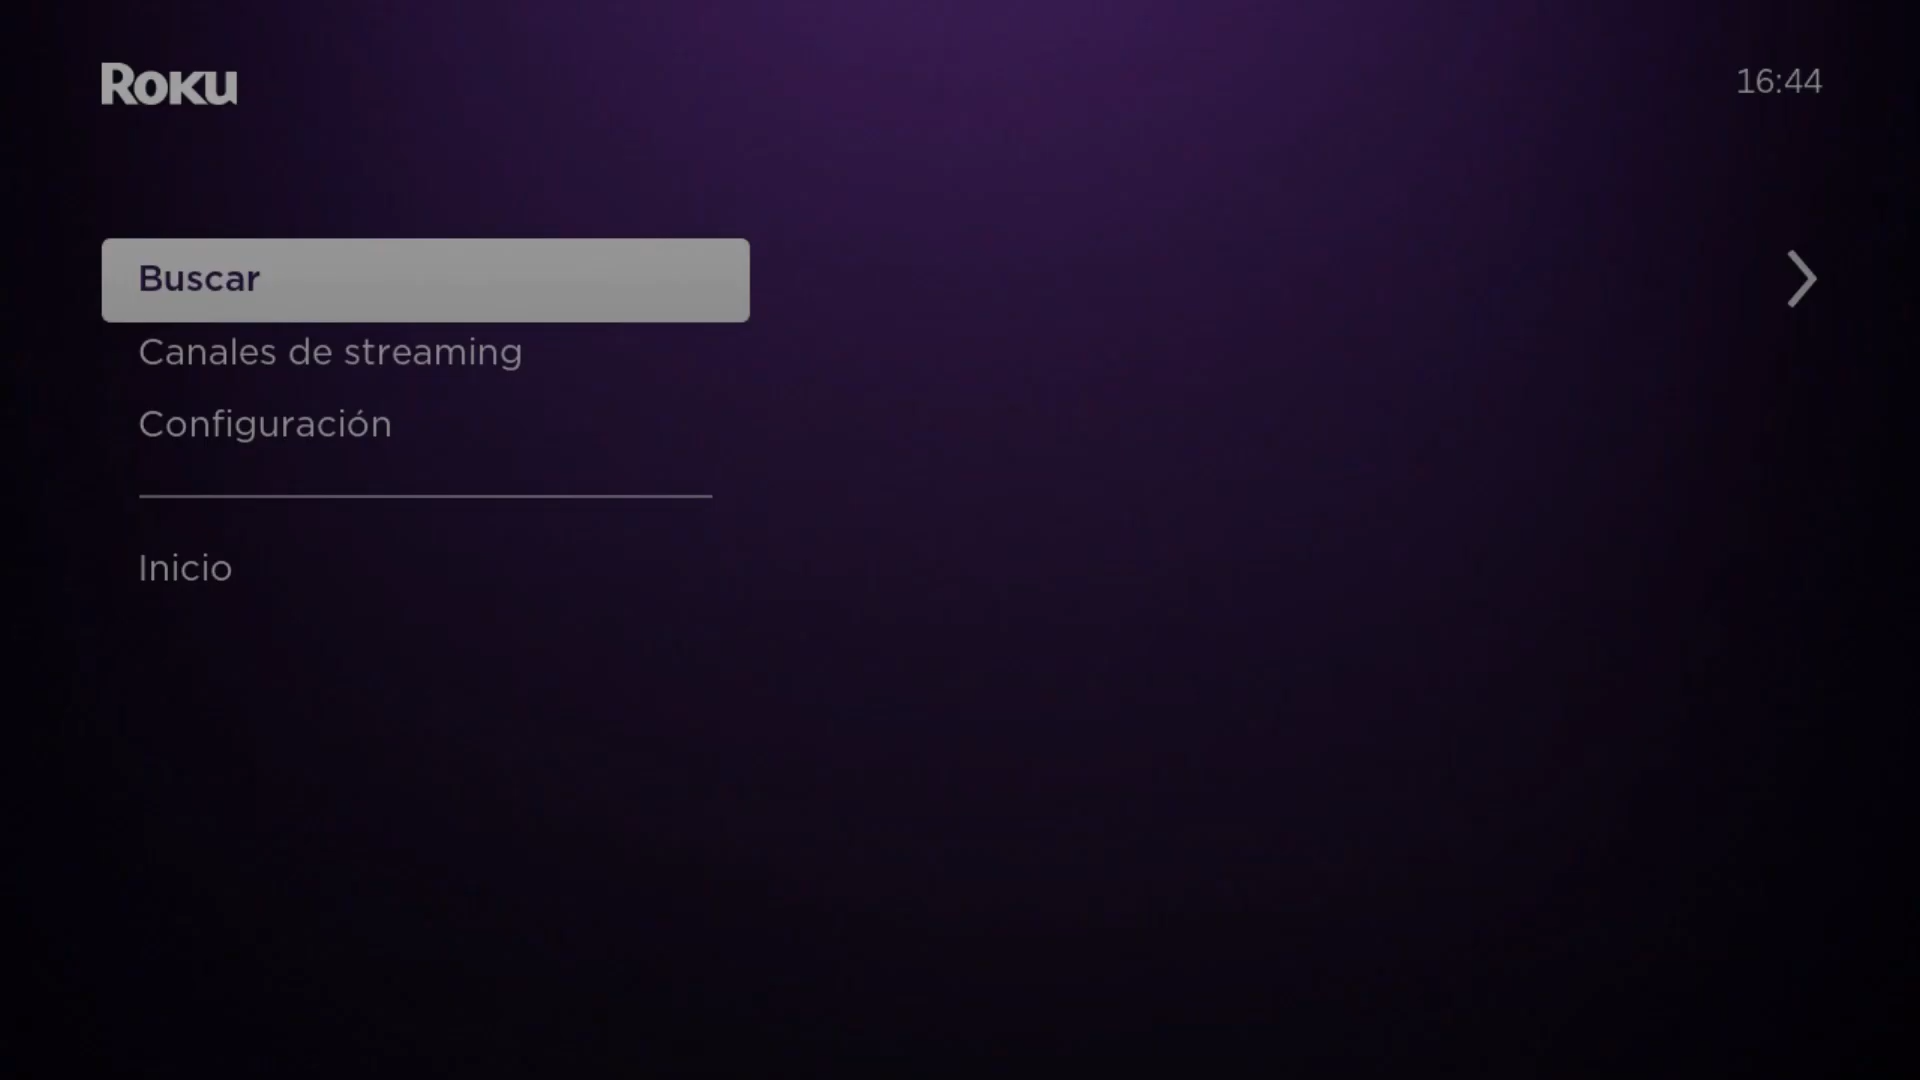 Roku
16:44
Buscar
Canales de streaming
Configuración
Inicio